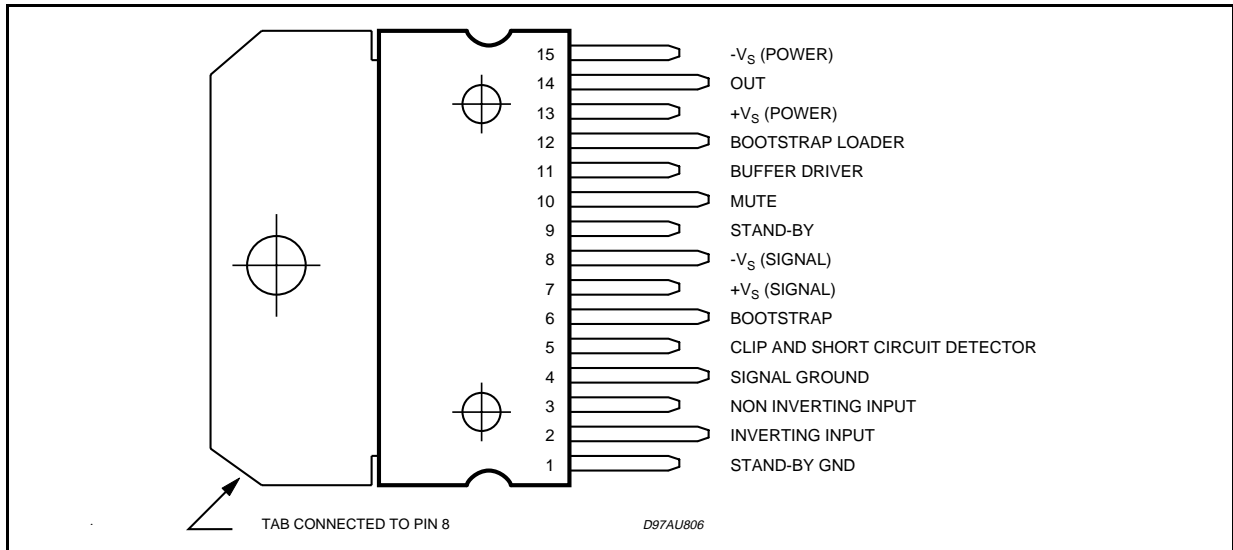 15 -VS (POWER)
14 OUT
13 +VS (POWER)
12 BOOTSTRAP LOADER
11 BUFFER DRIVER
10 MUTE
9 STAND-BY
8 -VS (SIGNAL)
7 +VS (SIGNAL)
6 BOOTSTRAP
5 CLIP AND SHORT CIRCUIT DETECTOR
4 SIGNAL GROUND
3 NON INVERTING INPUT
2 INVERTING INPUT
1 STAND-BY GND
TAB CONNECTED TO PIN 8
D97AU806